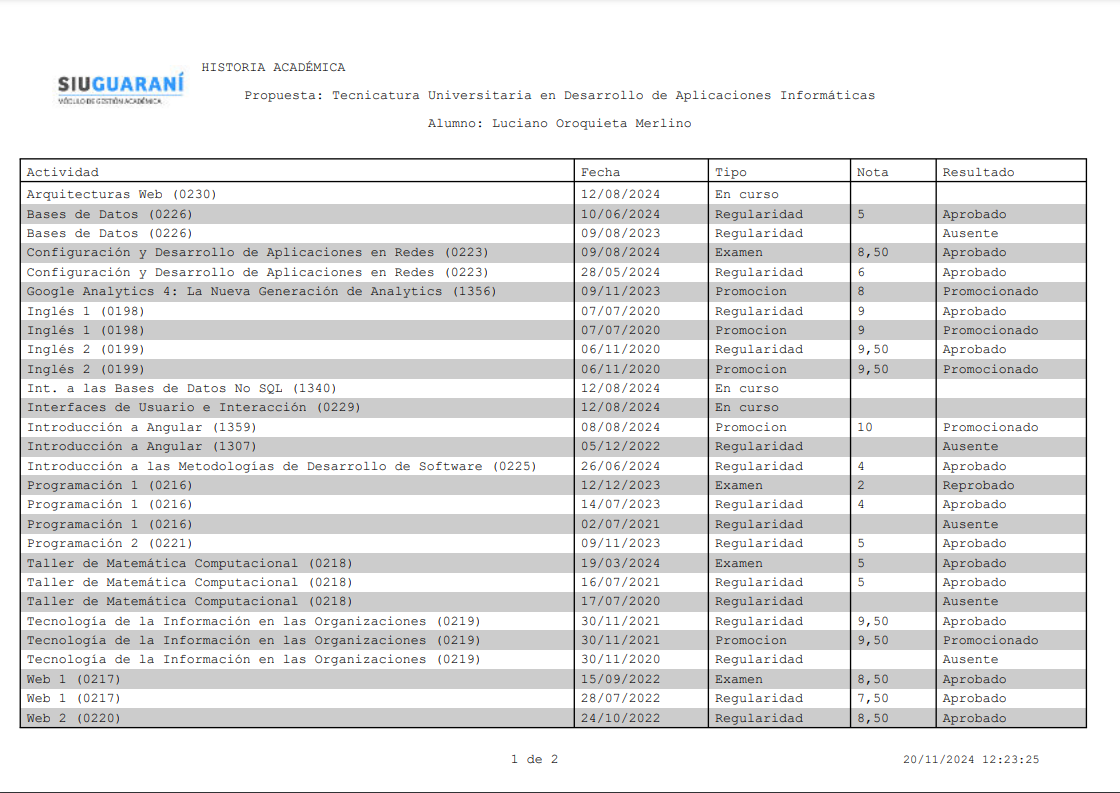 HISTORIA ACADÉMICA
SIUGUARANÍ
MÓDULO DE GESTIÓN ACADÉMICA
Propuesta: Tecnicatura Universitaria en Desarrollo de Aplicaciones Informáticas
Alumno: Luciano Oroquieta Merlino
Actividad Fecha Tipo Nota Resultado
Arquitecturas Web (0230) 12/08/2024 En curso
Bases de Datos (0226) 10/06/2024 Regularidad 5 Aprobado
Bases de Datos (0226) 09/08/2023 Regularidad Ausente
Configuración y Desarrollo de Aplicaciones en Redes (0223) 09/08/2024 Examen 8,50 Aprobado
Configuración y Desarrollo de Aplicaciones en Redes (0223) 28/05/2024 Regularidad 6 Aprobado
Google Analytics 4: La Nueva Generación de Analytics (1356) 09/11/2023 Promocion 8 Promocionado
Inglés 1 (0198) 07/07/2020 Regularidad 9 Aprobado
Inglés 1 (0198) 07/07/2020 Promocion 9 Promocionado
Inglés 2 (0199) 06/11/2020 Regularidad 9,50 Aprobado
Inglés 2 (0199) 06/11/2020 Promocion 9,50 Promocionado
Int. a las Bases de Datos No SQL (1340) 12/08/2024 En curso
Interfaces de Usuario e Interacción (0229) 12/08/2024 En curso
Introducción a Angular (1359) 08/08/2024 Promocion 10 Promocionado
Introducción a Angular (1307) 05/12/2022 Regularidad Ausente
Introducción a las Metodologías de Desarrollo de Software (0225) 26/06/2024 Regularidad 4 Aprobado
Programación 1 (0216) 12/12/2023 Examen 2 Reprobado
Programación 1 (0216) 14/07/2023 Regularidad 4 Aprobado
Programación 1 (0216) 02/07/2021 Regularidad Ausente
Programación 2 (0221) 09/11/2023 Regularidad 5 Aprobado
Taller de Matemática Computacional (0218) 19/03/2024 Examen 5 Aprobado
Taller de Matemática Computacional (0218) 16/07/2021 Regularidad 5 Aprobado
Taller de Matemática Computacional (0218) 17/07/2020 Regularidad Ausente
Tecnología de la Información en las Organizaciones (0219) 30/11/2021 Regularidad 9,50 Aprobado
Tecnología de la Información en las Organizaciones (0219) 30/11/2021 Promocion 9,50 Promocionado
Tecnología de la Información en las Organizaciones (0219) 30/11/2020 Regularidad Ausente
Web 1 (0217) 15/09/2022 Examen 8,50 Aprobado
Web 1 (0217) 28/07/2022 Regularidad 7,50 Aprobado
Web 2 (0220) 24/10/2022 Regularidad 8,50 Aprobado
1 de 2 20/11/2024 12:23:25